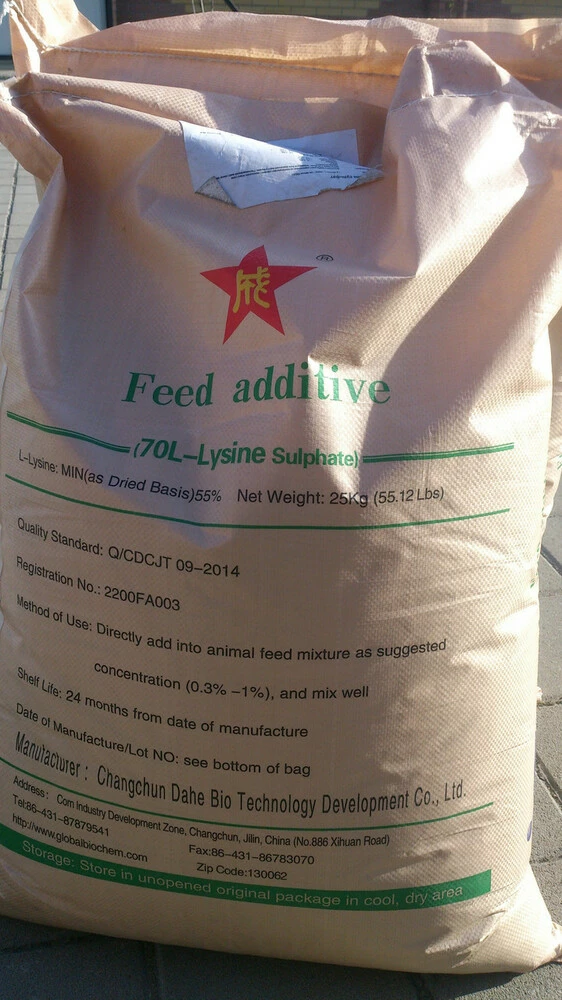 ®
Feed additive
(70L-Lysine Sulphate)
L-Lysine: MIN(as Dried Basis)55% Net Weight: 25Kg (55.12 Lbs)
Quality Standard: Q/CDCJT 09-2014
Registration No.: 2200FA003
Method of Use: Directly add into animal feed mixture as suggested
concentration (0.3% -1%), and mix well
Shelf Life: 24 months from date of manufacture
Date of Manufacture/Lot NO: see bottom of bag
Manufacturer: Changchun Dahe Bio Technology Development Co., Ltd.
Address: Corn Industry Development Zone, Changchun, Jilin, China (No.886 Xihuan Road)
Tel:86-431-87879541 Fax:86-431-86783070
http://www.globalbiochem.com Zip Code:130062
Storage: Store in unopened original package in cool, dry area